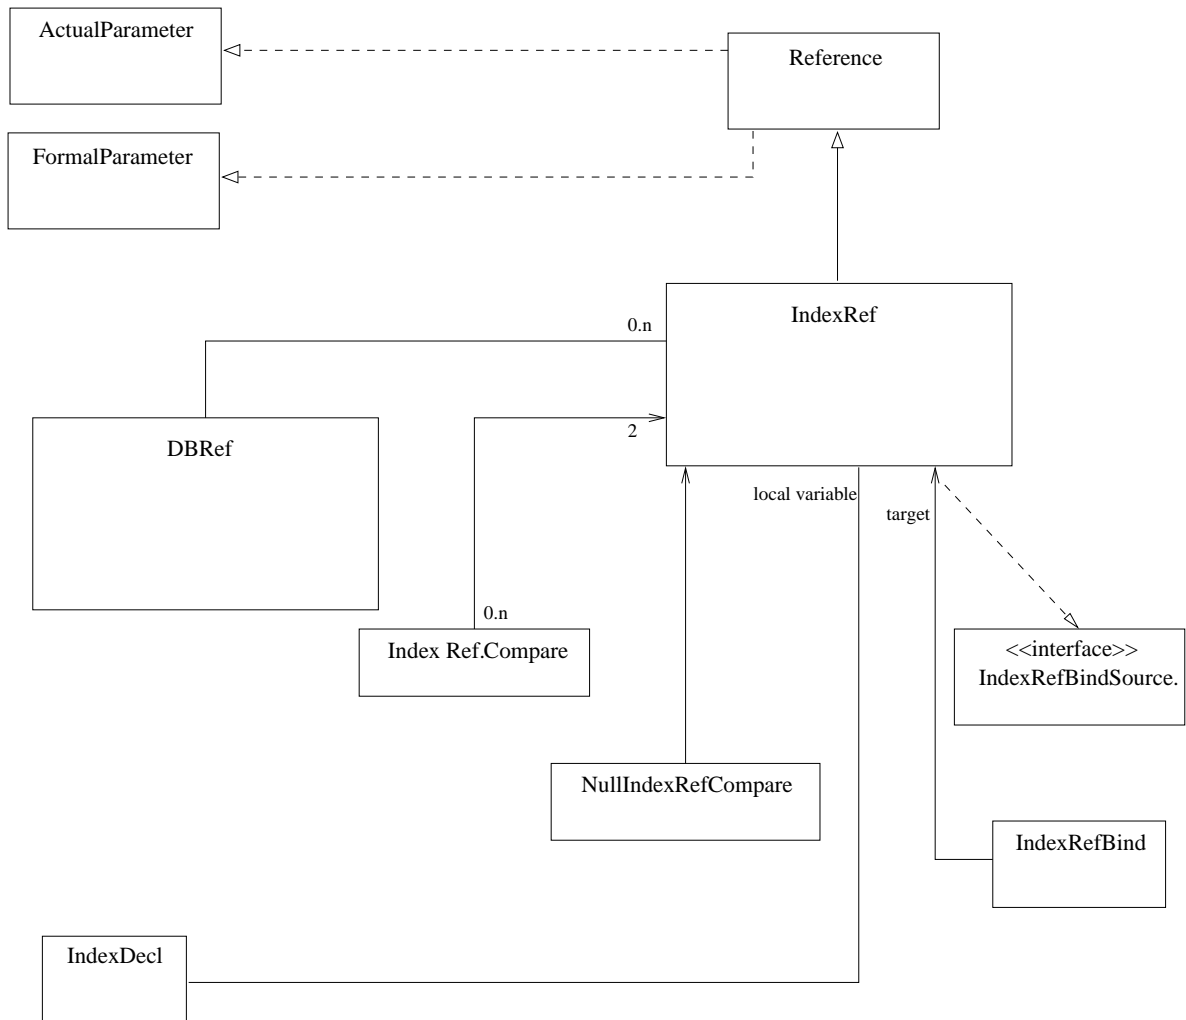 ActualParameter
Reference
FormalParameter
IndexRef
0.n
2
DBRef
local variable
target
0.n
Index Ref.Compare
<<interface>>
IndexRefBindSource.
NullIndexRefCompare
IndexRefBind
IndexDecl